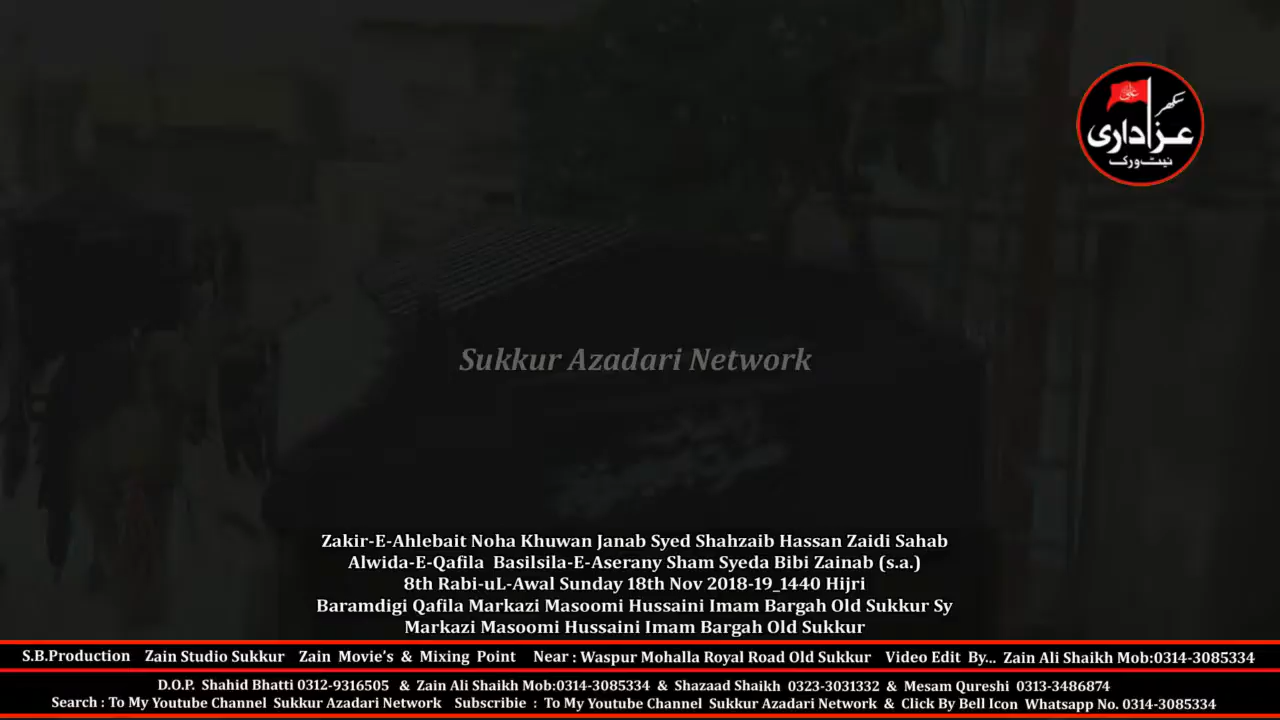 سکھر
علی
عزاداری
نیٹ ورک
Sukkur Azadari Network
Zakir-E-Ahlebait Noha Khuwan Janab Syed Shahzaib Hassan Zaidi Sahab
Alwida-E-Qafila Basilsila-E-Aserany Sham Syeda Bibi Zainab (s.a.)
8th Rabi-uL-Awal Sunday 18th Nov 2018-19_1440 Hijri
Baramdigi Qafila Markazi Masoomi Hussaini Imam Bargah Old Sukkur Sy
Markazi Masoomi Hussaini Imam Bargah Old Sukkur
S.B.Production Zain Studio Sukkur Zain Movie's & Mixing Point Near : Waspur Mohalla Royal Road Old Sukkur Video Edit By... Zain Ali Shaikh Mob:0314-3085334
D.O.P. Shahid Bhatti 0312-9316505 & Zain Ali Shaikh Mob:0314-3085334 & Shazaad Shaikh 0323-3031332 & Mesam Qureshi 0313-3486874
Search : To My Youtube Channel Sukkur Azadari Network Subscribie : To My Youtube Channel Sukkur Azadari Network & Click By Bell Icon Whatsapp No. 0314-3085334